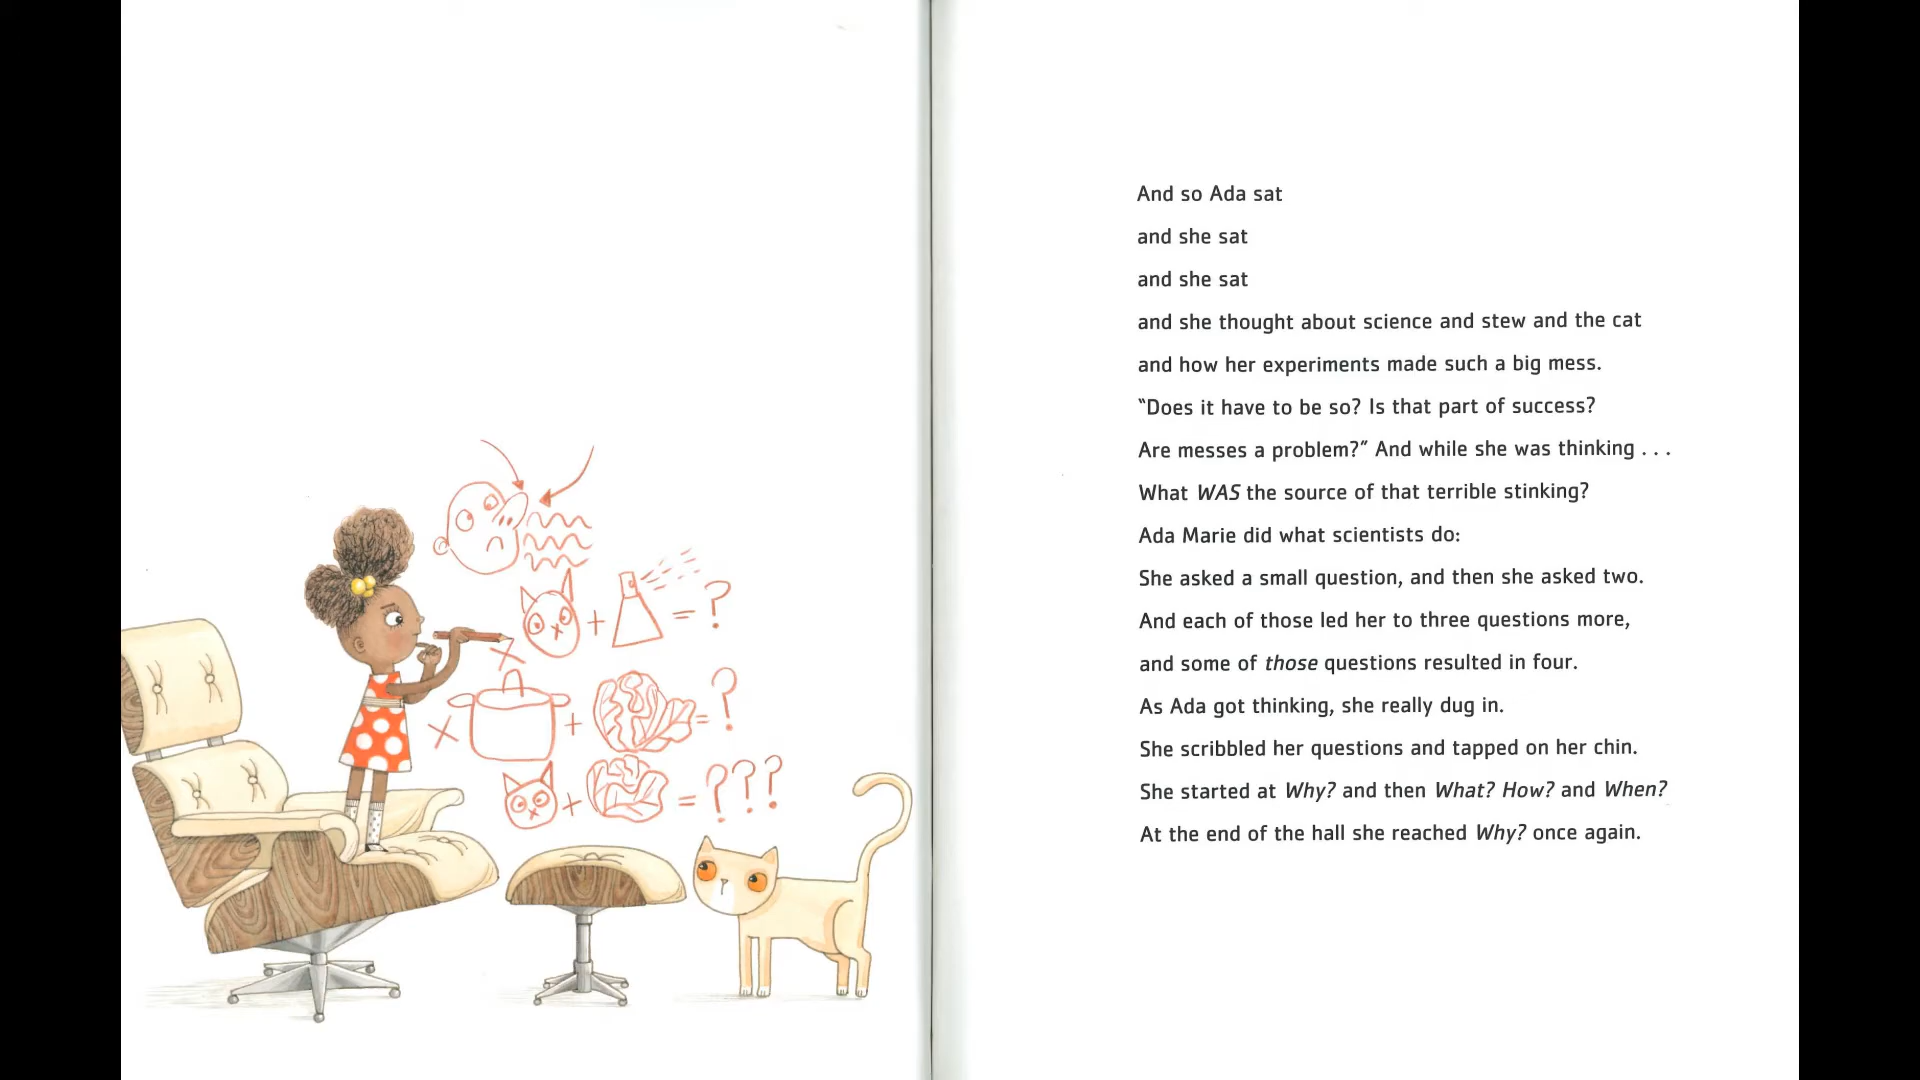 + = ?
X
X + = ?
+ = ???
And so Ada sat
and she sat
and she sat
and she thought about science and stew and the cat
and how her experiments made such a big mess.
“Does it have to be so? Is that part of success?
Are messes a problem?” And while she was thinking . . .
What WAS the source of that terrible stinking?
Ada Marie did what scientists do:
She asked a small question, and then she asked two.
And each of those led her to three questions more,
and some of those questions resulted in four.
As Ada got thinking, she really dug in.
She scribbled her questions and tapped on her chin.
She started at Why? and then What? How? and When?
At the end of the hall she reached Why? once again.